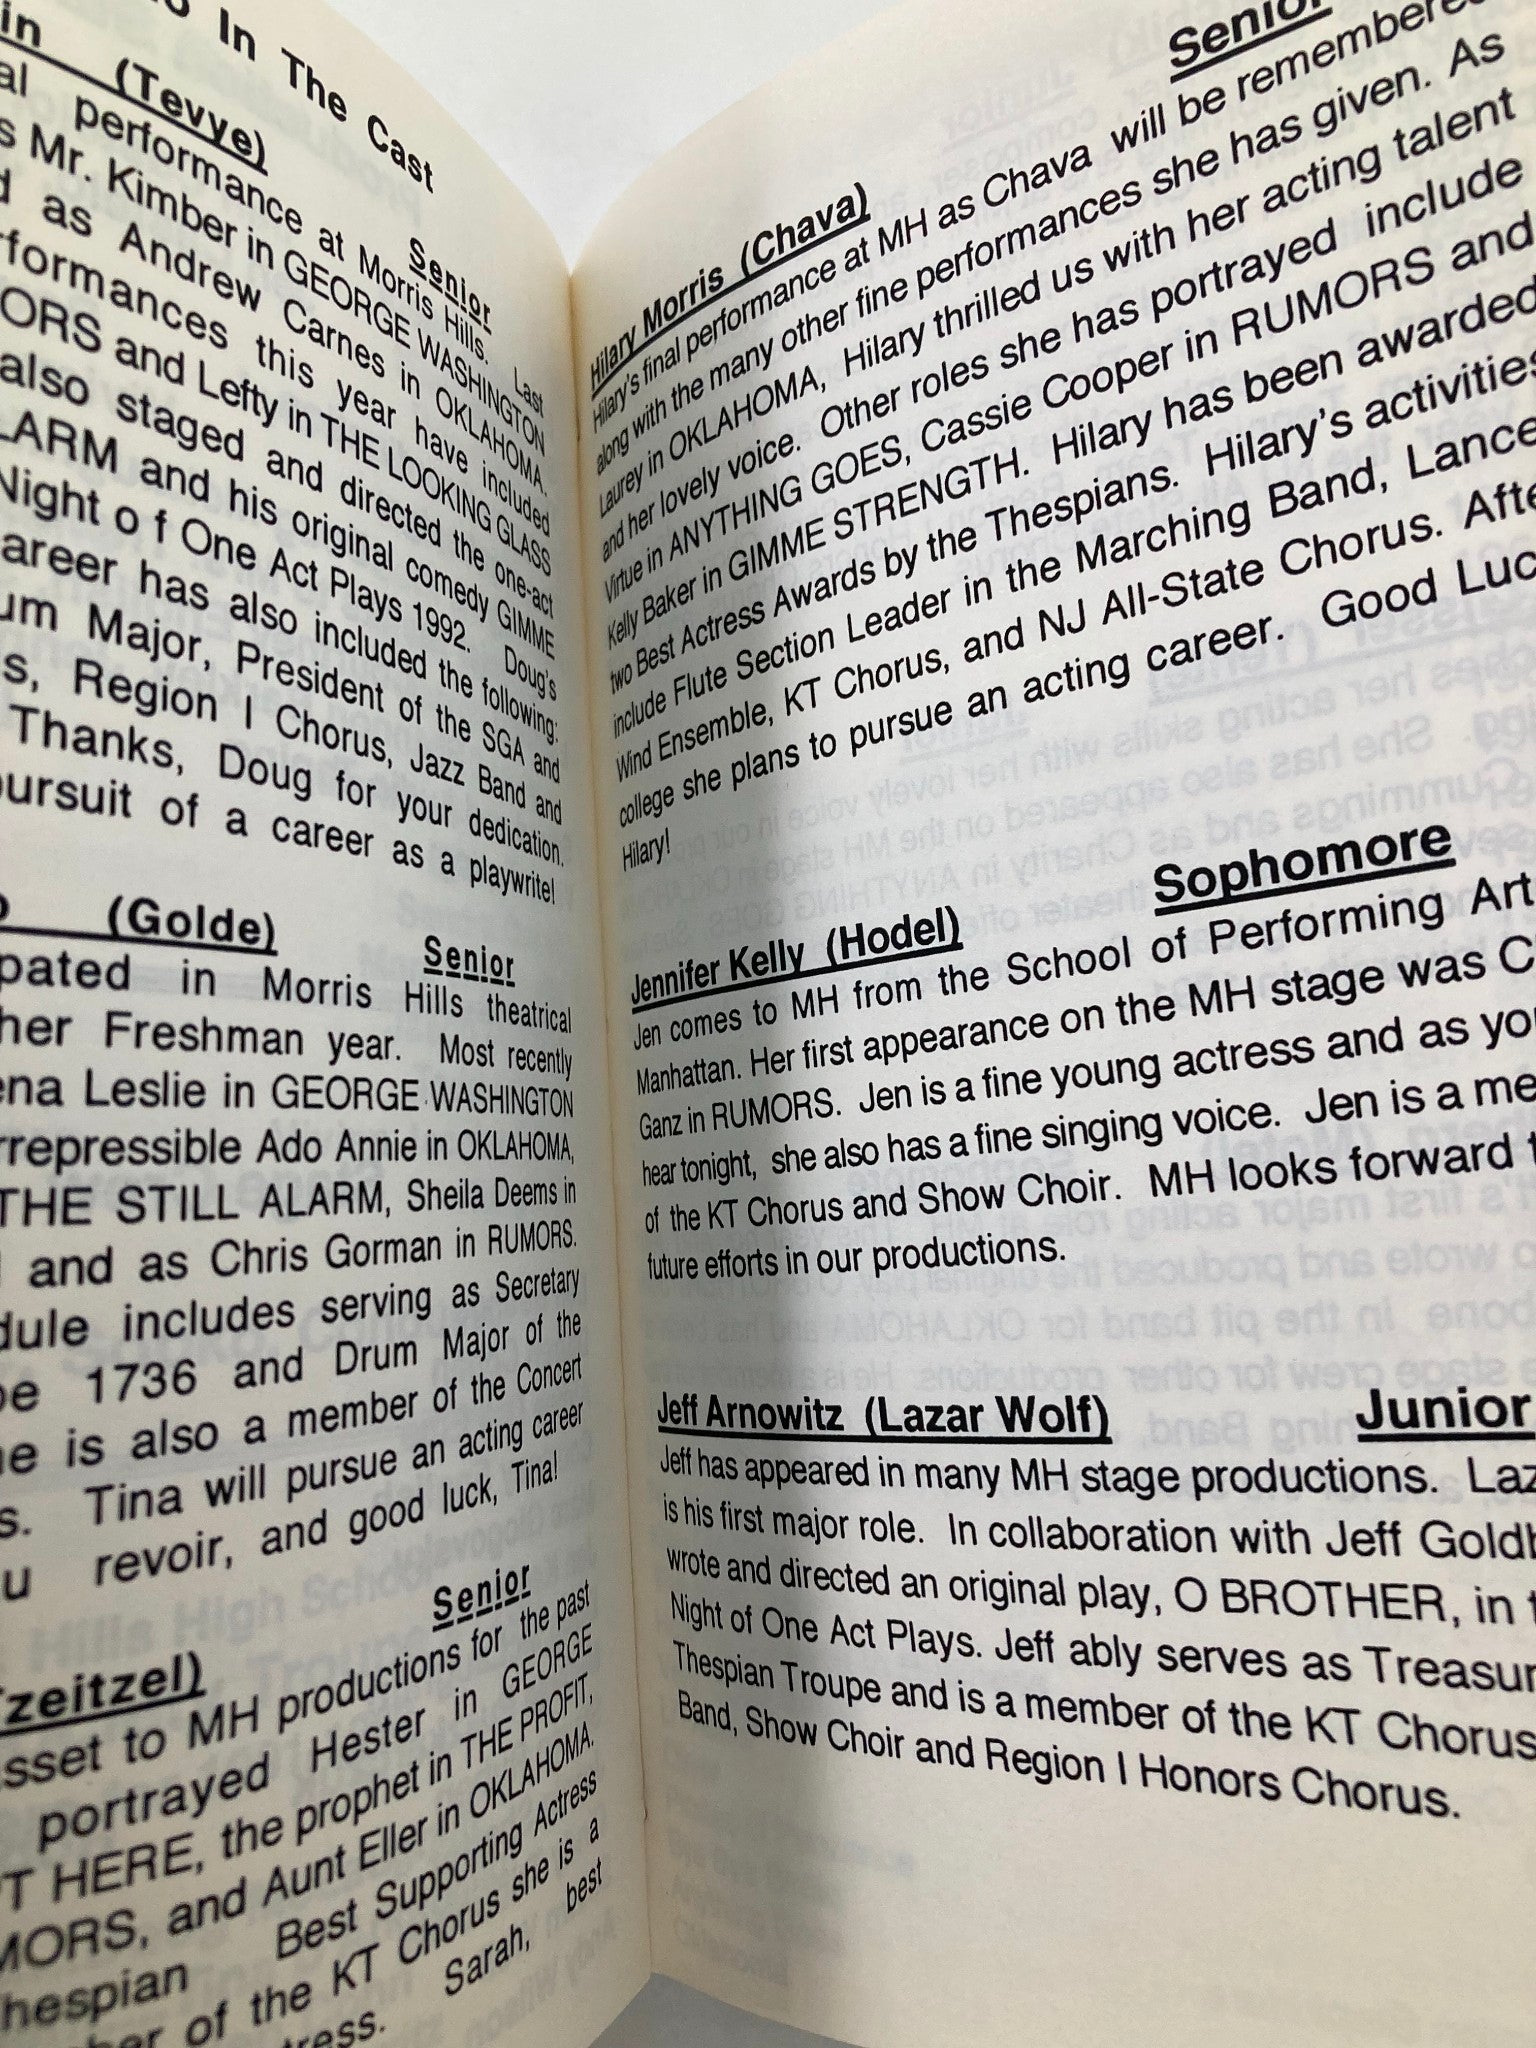 In The Cast
(Tevye) Senior
performance at Morris Hills. Last
Mr. Kimber in GEORGE WASHINGTON
as Andrew Carnes in OKLAHOMA.
this year have included
and Lefty in THE LOOKING GLASS
also staged and directed the one-act
and his original comedy GIMME
Night o f One Act Plays 1992. Doug's
has also included the following:
Major, President of the SGA and
Region I Chorus, Jazz Band and
Thanks, Doug for your dedication.
of a career as a playwrite!
(Golde) Senior
in Morris Hills theatrical
her Freshman year. Most recently
Leslie in GEORGE WASHINGTON
Ado Annie in OKLAHOMA,
THE STILL ALARM, Sheila Deems in
and as Chris Gorman in RUMORS.
includes serving as Secretary
1736 and Drum Major of the
is also a member of the Concert
Tina will pursue an acting career
revoir, and good luck, Tina!
Senior
to MH productions for the past
portrayed Hester in GEORGE
HERE, the prophet in THE PROFIT,
and Aunt Eller in OKLAHOMA.
Best Supporting Actress
of the KT Chorus she is a
Sarah, best
Hilary Morris (Chava) Senior
Hilary's final performance at MH as Chava will be remembered
along with the many other fine performances she has given. As
Laurey in OKLAHOMA, Hilary thrilled us with her acting talent
and her lovely voice. Other roles she has portrayed include
Virtue in ANYTHING GOES, Cassie Cooper in RUMORS and
Kelly Baker in GIMME STRENGTH. Hilary has been awarded
two Best Actress Awards by the Thespians. Hilary's activities
include Flute Section Leader in the Marching Band, Lance
Wind Ensemble, KT Chorus, and NJ All-State Chorus. After
college she plans to pursue an acting career. Good Luc
Hilary!
Jennifer Kelly (Hodel) Sophomore
Jen comes to MH from the School of Performing Art
Manhattan. Her first appearance on the MH stage was C
Ganz in RUMORS. Jen is a fine young actress and as yo
hear tonight, she also has a fine singing voice. Jen is a me
of the KT Chorus and Show Choir. MH looks forward t
future efforts in our productions.
Jeff Arnowitz (Lazar Wolf) Junior
Jeff has appeared in many MH stage productions. Laz
is his first major role. In collaboration with Jeff Gold
wrote and directed an original play, O BROTHER, in t
Night of One Act Plays. Jeff ably serves as Treasur
Thespian Troupe and is a member of the KT Chorus
Band, Show Choir and Region I Honors Chorus.